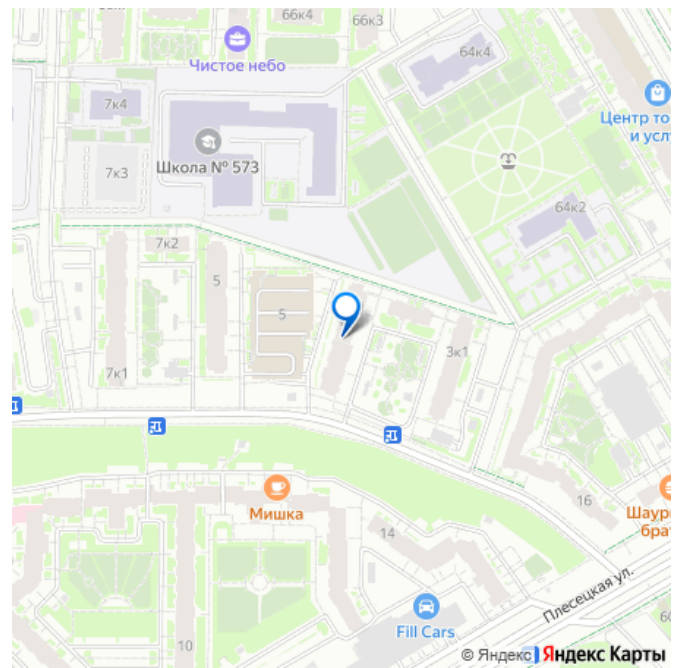 66к4
66к3
64к4
Чистое небо
7к4
Центр то
и усл
Школа № 573
7к3
64к2
7к2
5
5
3к1
7к1
Мишка
16
Шаур
брат
14
Плесецкая ул.
10
Fill Cars
© Яндекс
Яндекс Карты